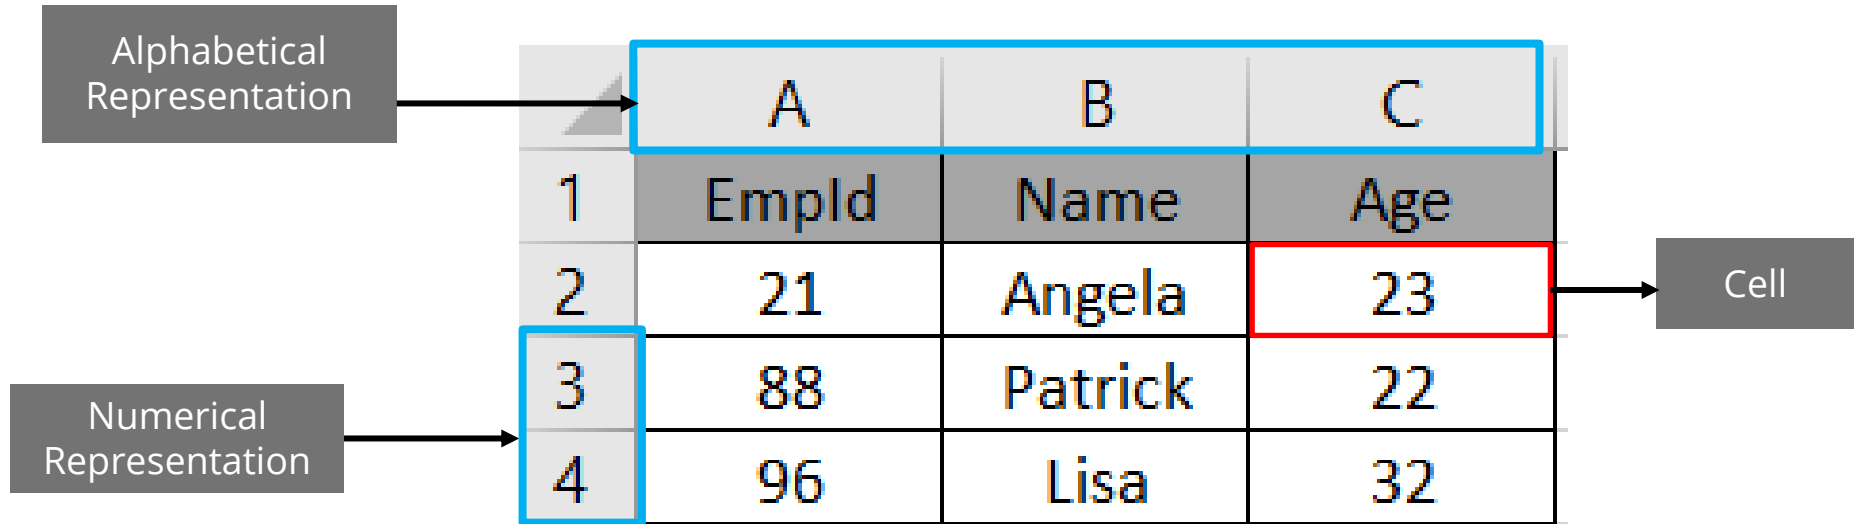 Alphabetical
Representation
A B C
1 EmpId Name Age
2 21 Angela 23
Cell
3 88 Patrick 22
Numerical
Representation
4 96 Lisa 32